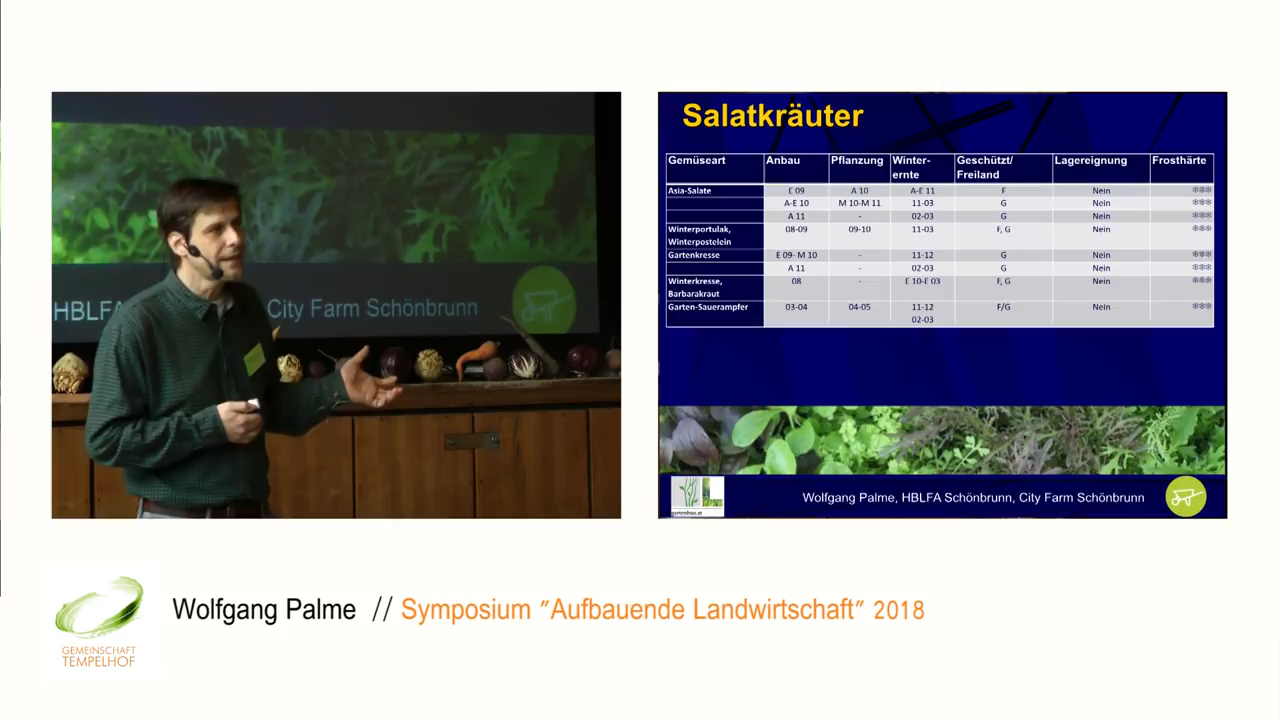 HBLFA City Farm Schönbrunn
Salatkräuter
Gemüseart Anbau Pflanzung Winter-ernte Geschützt/Freiland Lagereignung Frosthärte
Asia-Salate E 09 A 10 A-E 11 F Nein ❄❄❄
A-E 10 M 10-M 11 11-03 G Nein ❄❄❄
A 11 - 02-03 G Nein ❄❄❄
Winterportulak, 08-09 09-10 11-03 F, G Nein ❄❄❄
Winterpostelein
Gartenkresse E 09- M 10 - 11-12 G Nein ❄❄❄
A 11 - 02-03 G Nein ❄❄❄
Winterkresse, 08 - E 10-E 03 F, G Nein ❄❄❄
Barbarakraut
Garten-Sauerampfer 03-04 04-05 11-12 F/G Nein ❄❄❄
02-03
gartenbau.at
Wolfgang Palme, HBLFA Schönbrunn, City Farm Schönbrunn
GEMEINSCHAFT
TEMPELHOF
Wolfgang Palme // Symposium "Aufbauende Landwirtschaft" 2018